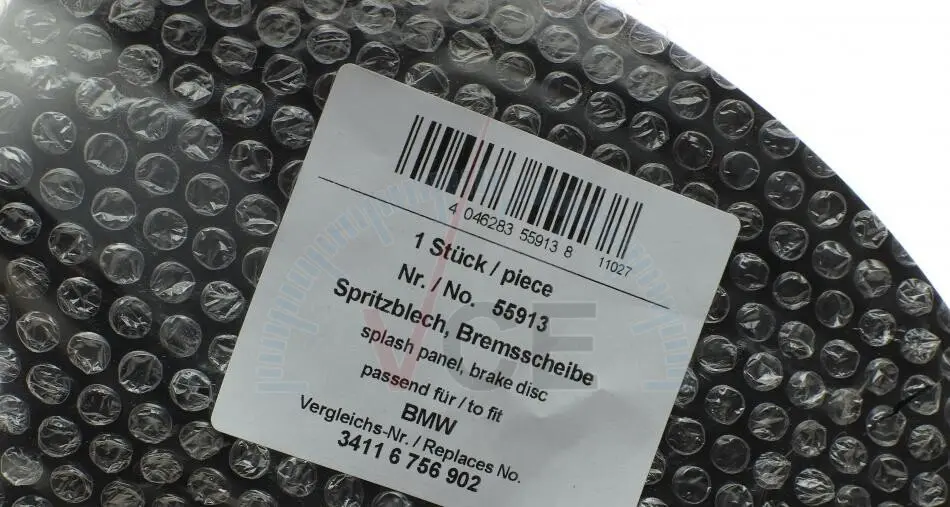 4 046283 55913 8 11027
1 Stück / piece
Nr. / No. 55913
Spritzblech, Bremsscheibe
splash panel, brake disc
passend für / to fit
BMW
Vergleichs-Nr. / Replaces No.
3411 6 756 902
VCE